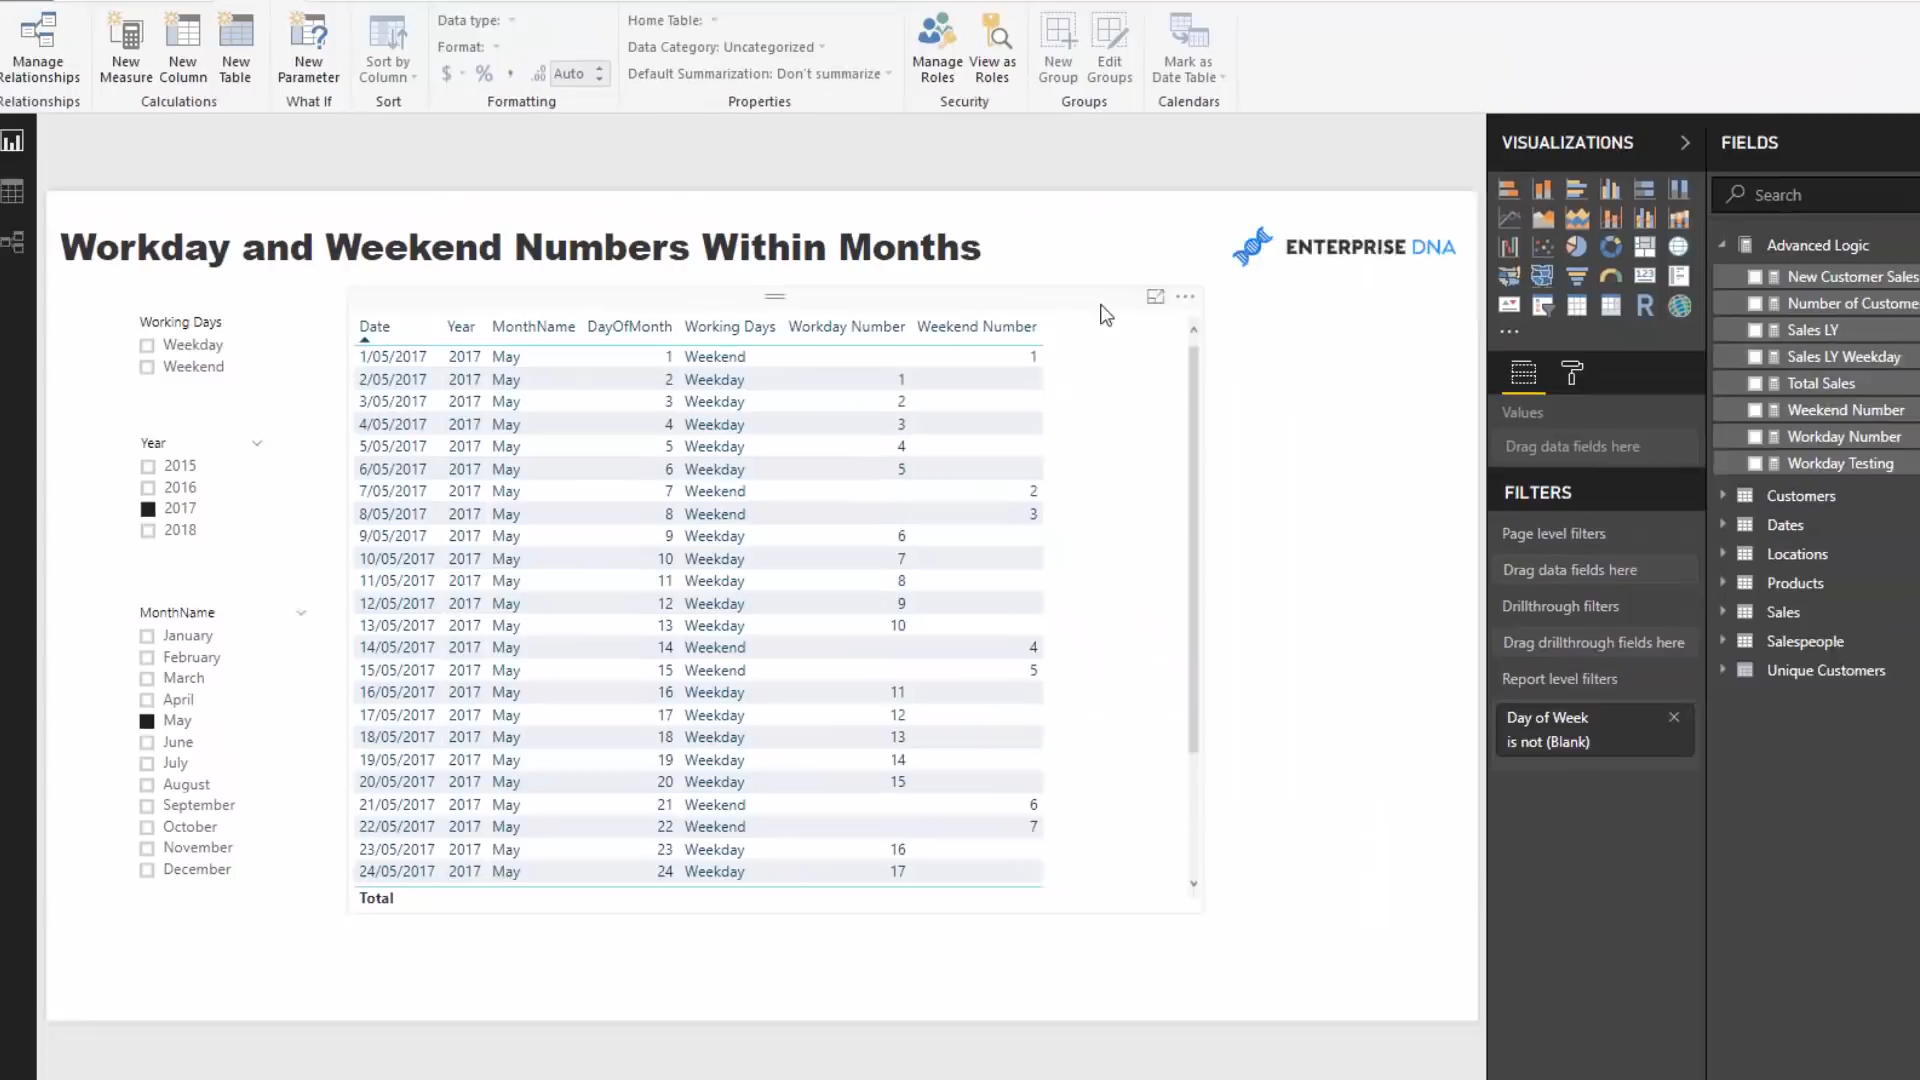 Manage Relationships
New Measure
New Column
New Table
New Parameter
Sort by Column
Data type:
Format:
$ % , .00 Auto
Home Table:
Data Category: Uncategorized
Default Summarization: Don't summarize
Manage Roles
View as Roles
New Group
Edit Groups
Mark as Date Table
Relationships
Calculations
What If
Sort
Formatting
Properties
Security
Groups
Calendars
Workday and Weekend Numbers Within Months
ENTERPRISE DNA
Working Days
Weekday
Weekend
Year
2015
2016
2017
2018
MonthName
January
February
March
April
May
June
July
August
September
October
November
December
Date Year MonthName DayOfMonth Working Days Workday Number Weekend Number
1/05/2017 2017 May 1 Weekend 1
2/05/2017 2017 May 2 Weekday 1
3/05/2017 2017 May 3 Weekday 2
4/05/2017 2017 May 4 Weekday 3
5/05/2017 2017 May 5 Weekday 4
6/05/2017 2017 May 6 Weekday 5
7/05/2017 2017 May 7 Weekend 2
8/05/2017 2017 May 8 Weekend 3
9/05/2017 2017 May 9 Weekday 6
10/05/2017 2017 May 10 Weekday 7
11/05/2017 2017 May 11 Weekday 8
12/05/2017 2017 May 12 Weekday 9
13/05/2017 2017 May 13 Weekday 10
14/05/2017 2017 May 14 Weekend 4
15/05/2017 2017 May 15 Weekend 5
16/05/2017 2017 May 16 Weekday 11
17/05/2017 2017 May 17 Weekday 12
18/05/2017 2017 May 18 Weekday 13
19/05/2017 2017 May 19 Weekday 14
20/05/2017 2017 May 20 Weekday 15
21/05/2017 2017 May 21 Weekend 6
22/05/2017 2017 May 22 Weekend 7
23/05/2017 2017 May 23 Weekday 16
24/05/2017 2017 May 24 Weekday 17
Total
VISUALIZATIONS
R
123
Values
Drag data fields here
FILTERS
Page level filters
Drag data fields here
Drillthrough filters
Drag drillthrough fields here
Report level filters
Day of Week
is not (Blank)
FIELDS
Search
Advanced Logic
New Customer Sales
Number of Custome
Sales LY
Sales LY Weekday
Total Sales
Weekend Number
Workday Number
Workday Testing
Customers
Dates
Locations
Products
Sales
Salespeople
Unique Customers